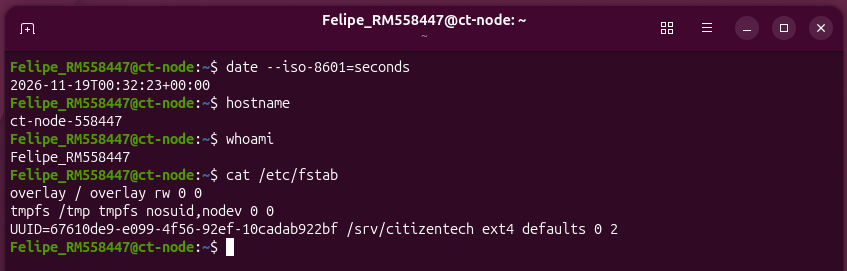 Felipe_RM558447@ct-node: ~
~
Felipe_RM558447@ct-node:~$ date --iso-8601=seconds
2026-11-19T00:32:23+00:00
Felipe_RM558447@ct-node:~$ hostname
ct-node-558447
Felipe_RM558447@ct-node:~$ whoami
Felipe_RM558447
Felipe_RM558447@ct-node:~$ cat /etc/fstab
overlay / overlay rw 0 0
tmpfs /tmp tmpfs nosuid,nodev 0 0
UUID=67610de9-e099-4f56-92ef-10cadab922bf /srv/citizentech ext4 defaults 0 2
Felipe_RM558447@ct-node:~$